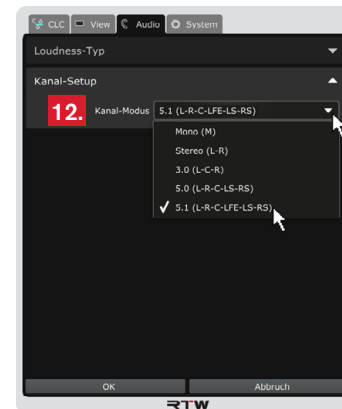 CLC View Audio System
Loudness-Typ
Kanal-Setup
12. Kanal-Modus 5.1 (L-R-C-LFE-LS-RS)
Mono (M)
Stereo (L-R)
3.0 (L-C-R)
5.0 (L-R-C-LS-RS)
✓ 5.1 (L-R-C-LFE-LS-RS)
OK Abbruch
RTW